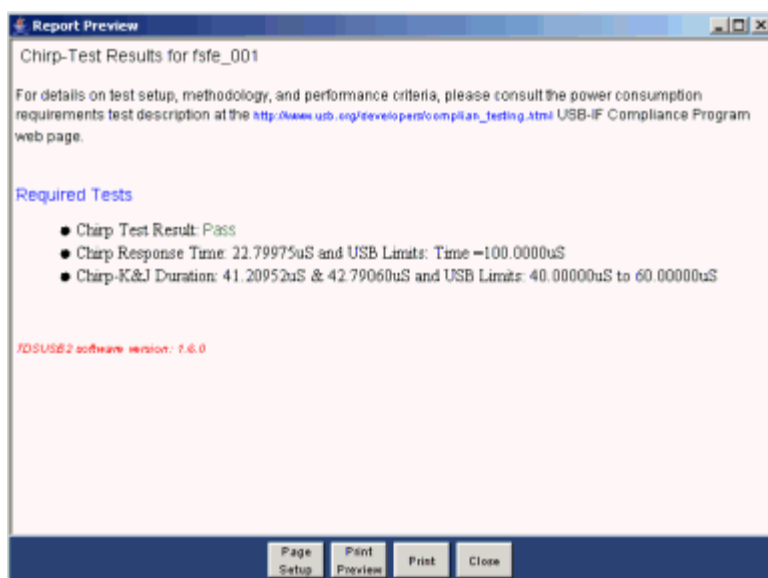 Report Preview
Chirp-Test Results for fsfe_001
For details on test setup, methodology, and performance criteria, please consult the power consumption
requirements test description at the http://www.usb.org/developers/complian_testing.html USB-IF Compliance Program
web page.
Required Tests
● Chirp Test Result: Pass
● Chirp Response Time: 22.79975uS and USB Limits: Time =100.0000uS
● Chirp-K&J Duration: 41.20952uS & 42.79060uS and USB Limits: 40.00000uS to 60.00000uS
TDSUSB2 software version: 1.6.0
Page Setup
Print Preview
Print
Close